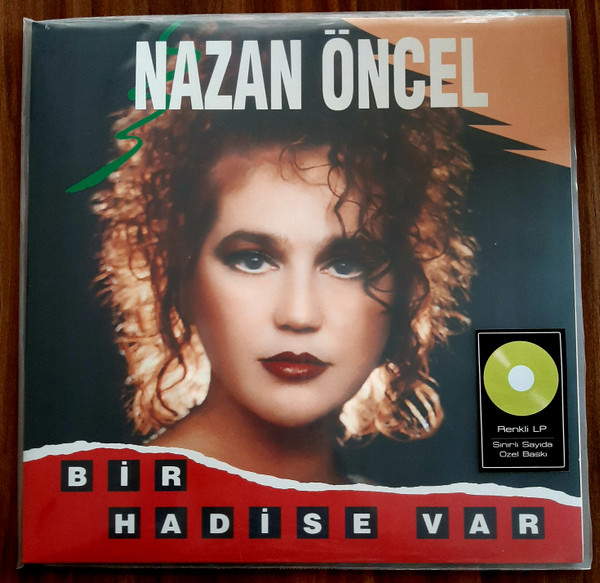 NAZAN ÖNCEL
Renkli LP
Sınırlı Sayıda
Özel Baskı
BİR
HADİSE VAR